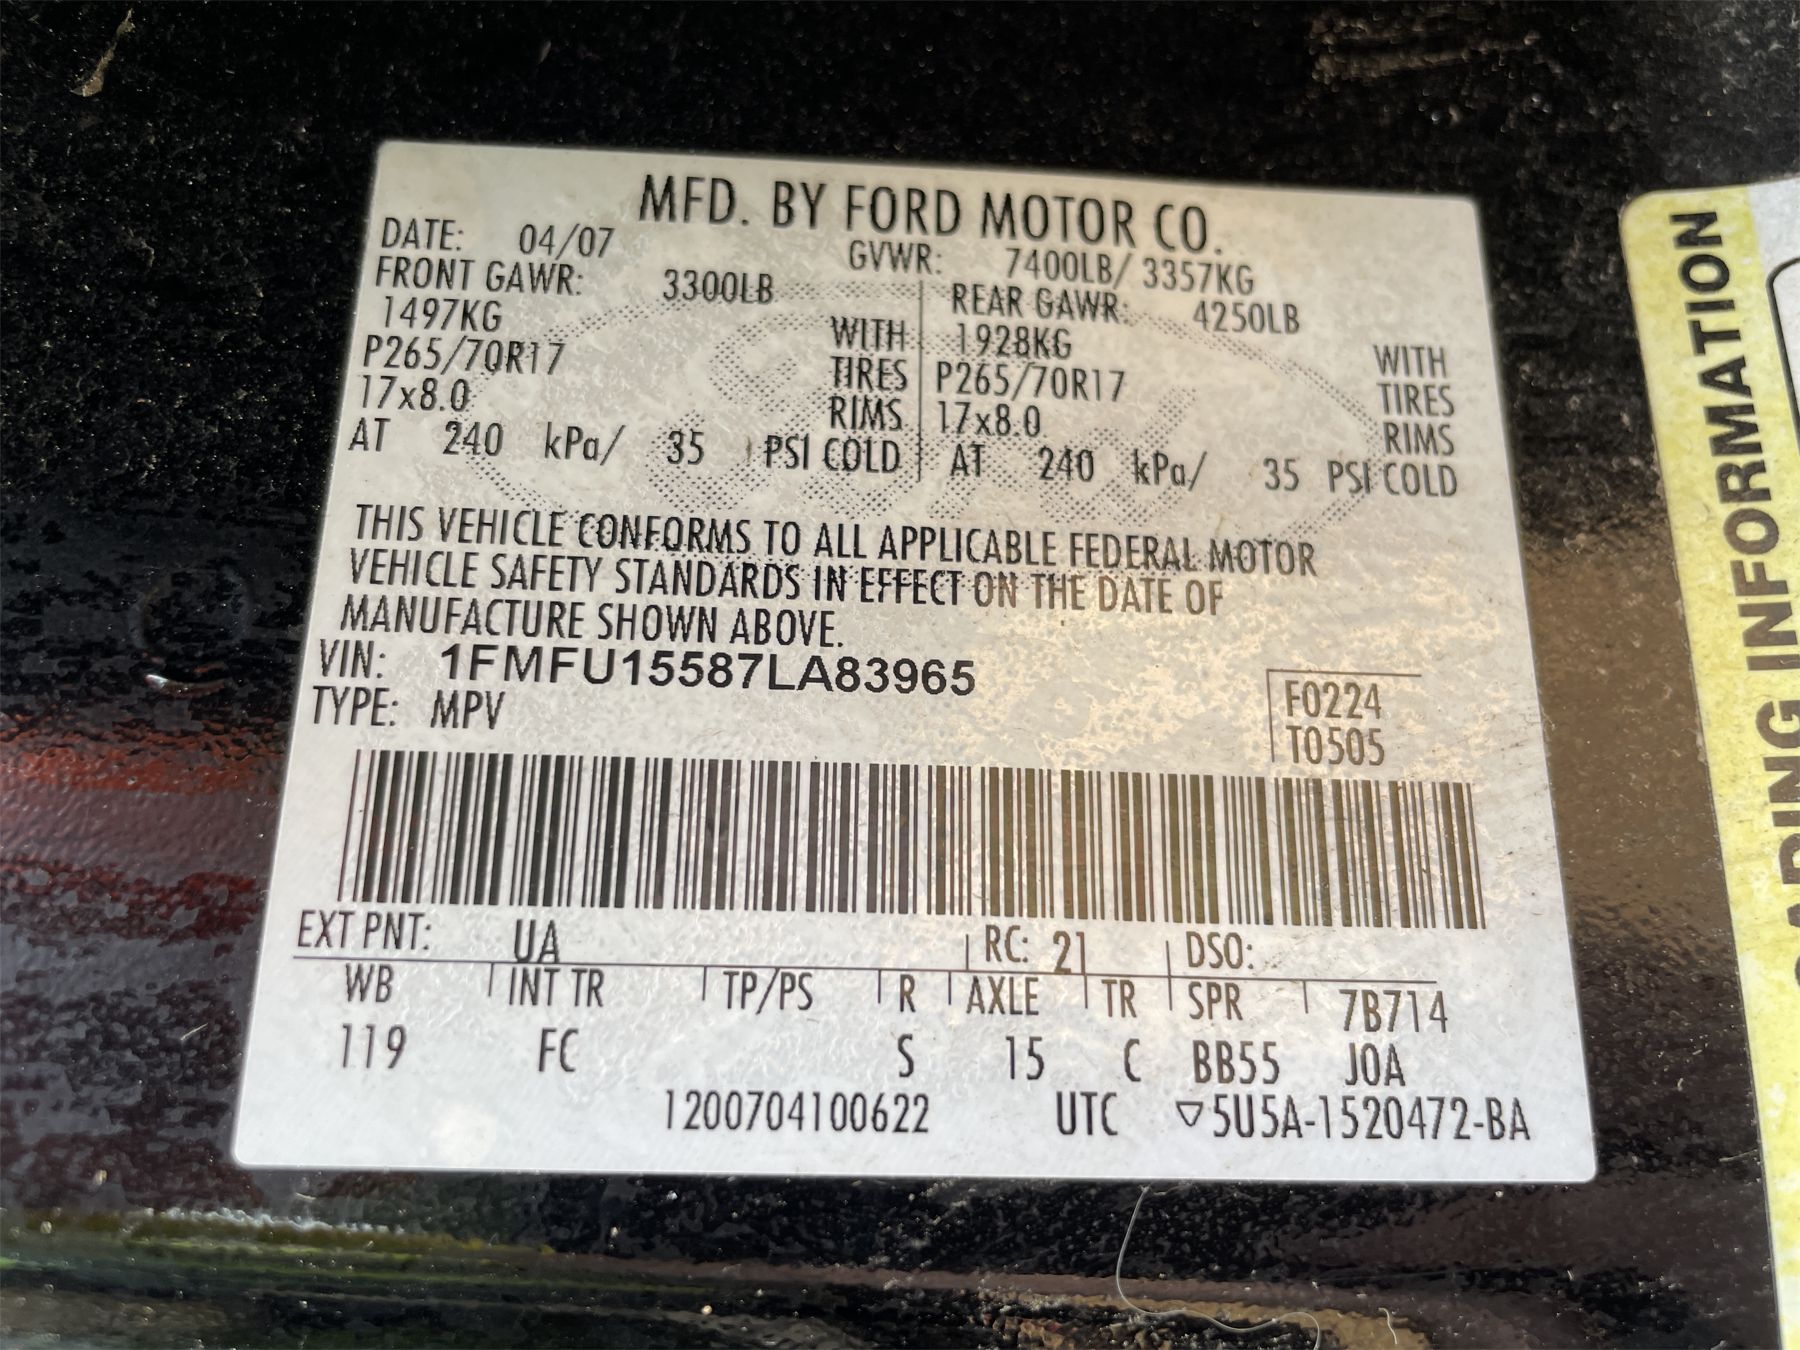 MFD. BY FORD MOTOR CO.
DATE: 04/07 GVWR: 7400LB/ 3357KG
FRONT GAWR: 3300LB REAR GAWR: 4250LB
1497KG WITH 1928KG WITH
P265/70R17 TIRES P265/70R17 TIRES
17x8.0 RIMS 17x8.0 RIMS
AT 240 kPa/ 35 PSI COLD AT 240 kPa/ 35 PSI COLD
THIS VEHICLE CONFORMS TO ALL APPLICABLE FEDERAL MOTOR
VEHICLE SAFETY STANDARDS IN EFFECT ON THE DATE OF
MANUFACTURE SHOWN ABOVE.
VIN: 1FMFU15587LA83965
TYPE: MPV
F0224
T0505
EXT PNT: UA RC: 21 DSO:
WB INT TR TP/PS R AXLE TR SPR 7B714
119 FC S 15 C BB55 JOA
1200704100622 UTC ▽5U5A-1520472-BA
INFORMATION